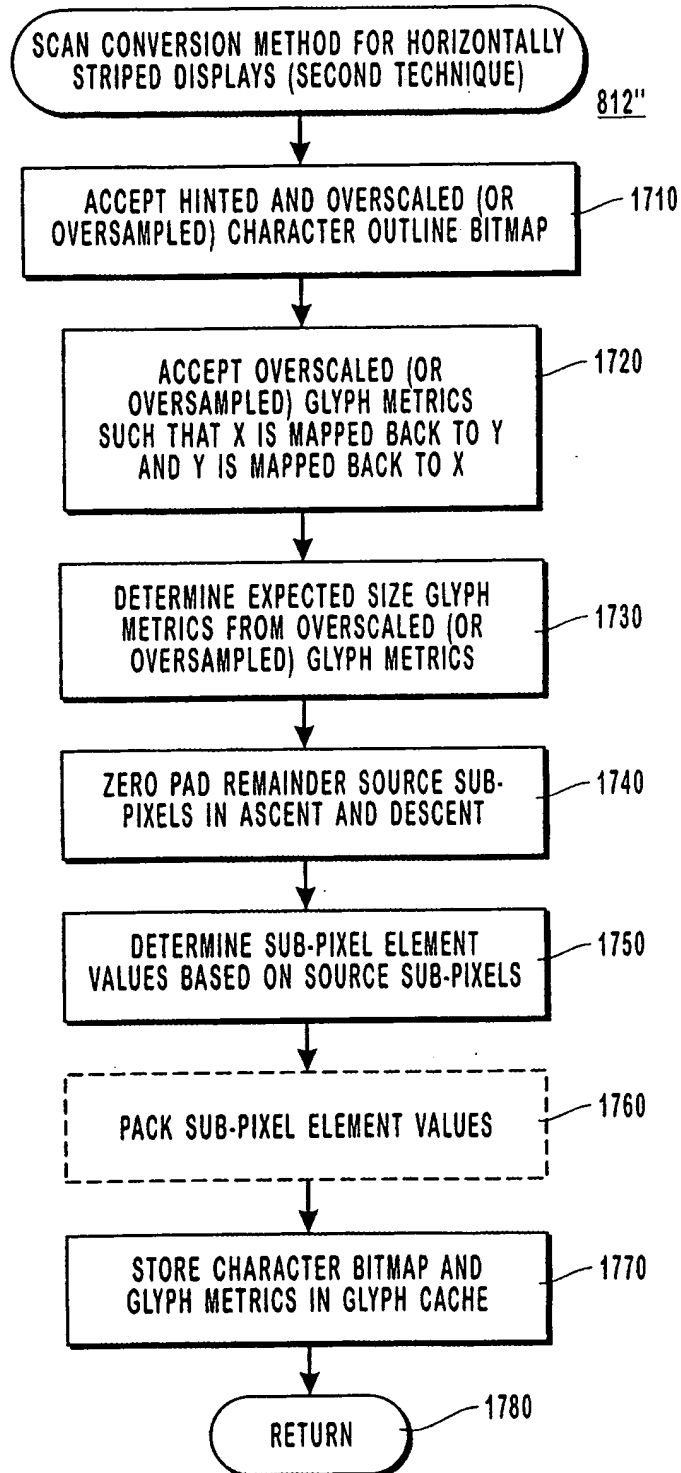 SCAN CONVERSION METHOD FOR HORIZONTALLY
STRIPED DISPLAYS (SECOND TECHNIQUE)
812"
ACCEPT HINTED AND OVERSCALED (OR
OVERSAMPLED) CHARACTER OUTLINE BITMAP
1710
ACCEPT OVERSCALED (OR
OVERSAMPLED) GLYPH METRICS
SUCH THAT X IS MAPPED BACK TO Y
AND Y IS MAPPED BACK TO X
1720
DETERMINE EXPECTED SIZE GLYPH
METRICS FROM OVERSCALED (OR
OVERSAMPLED) GLYPH METRICS
1730
ZERO PAD REMAINDER SOURCE SUB-
PIXELS IN ASCENT AND DESCENT
1740
DETERMINE SUB-PIXEL ELEMENT
VALUES BASED ON SOURCE SUB-PIXELS
1750
PACK SUB-PIXEL ELEMENT VALUES
1760
STORE CHARACTER BITMAP AND
GLYPH METRICS IN GLYPH CACHE
1770
RETURN
1780